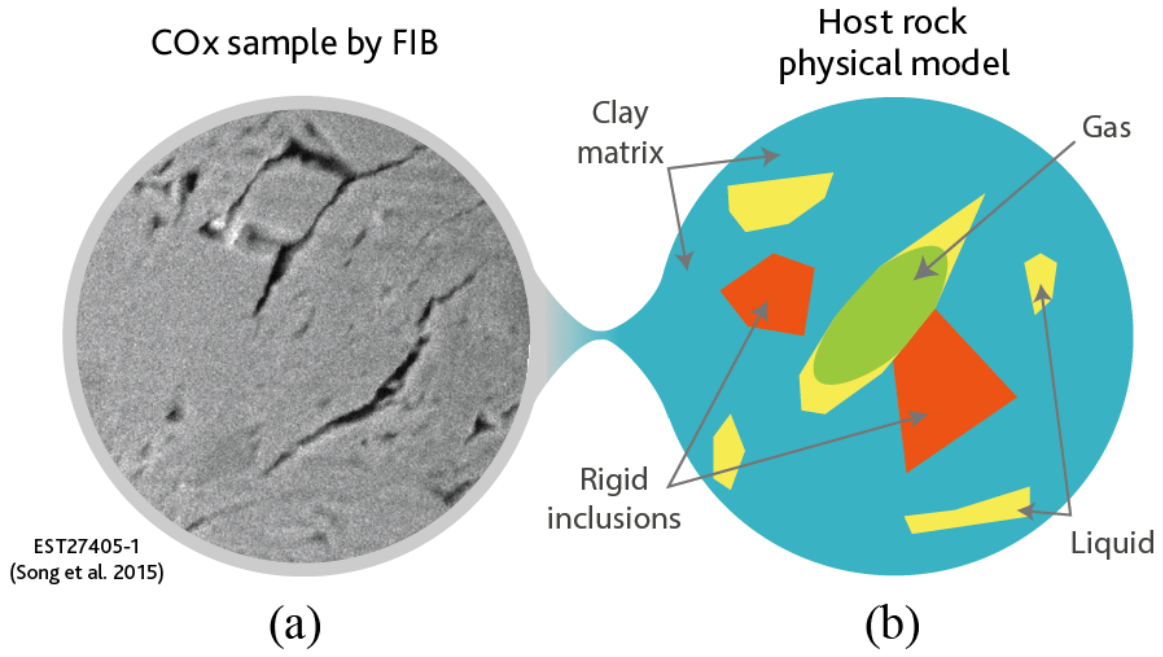 COx sample by FIB
Host rock
physical model
Clay
matrix
Gas
Rigid
inclusions
Liquid
EST27405-1
(Song et al. 2015)
(a)
(b)